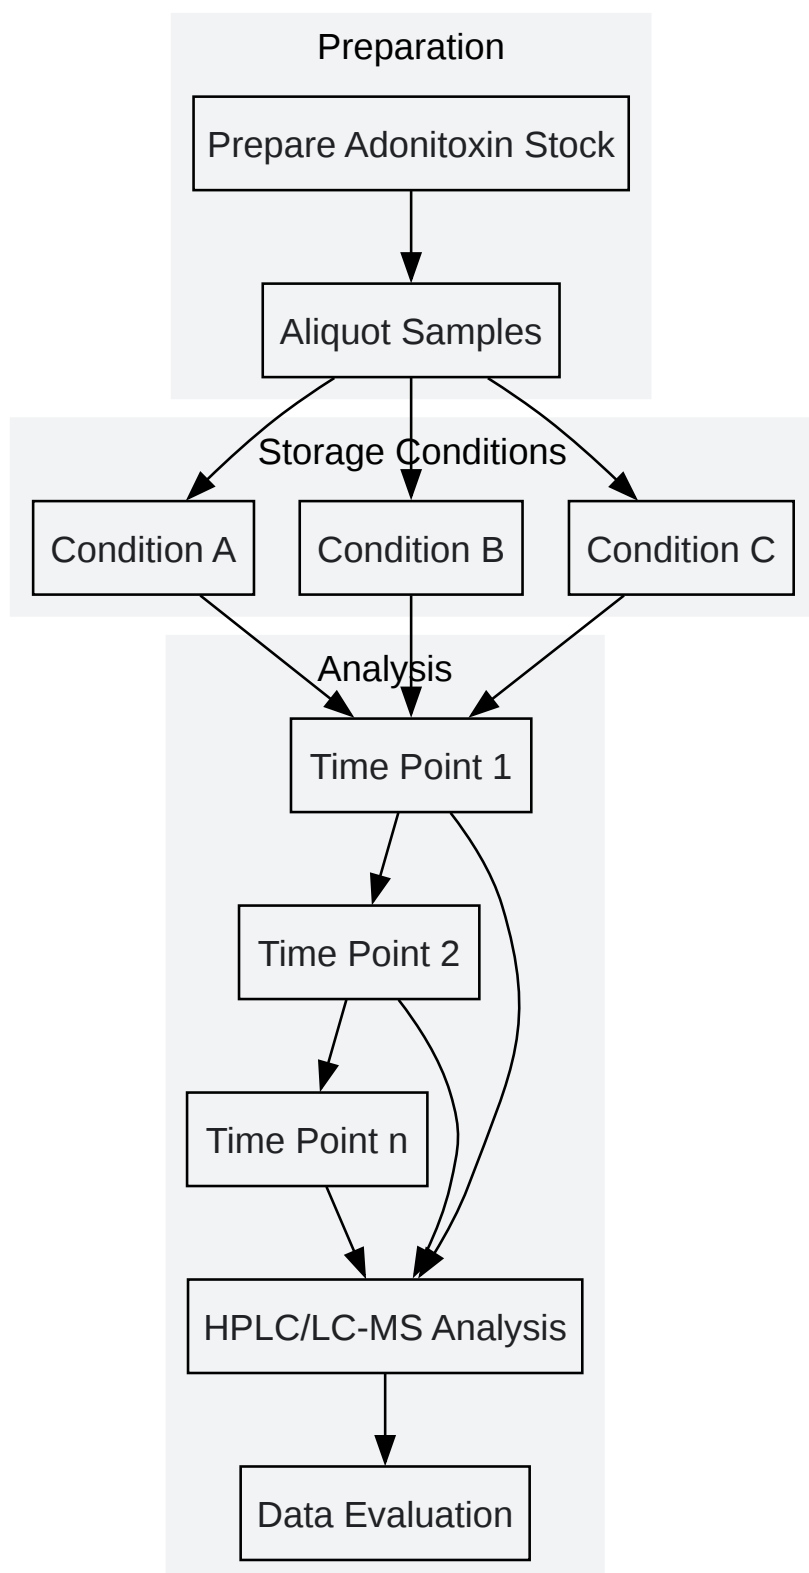 Preparation
Prepare Adonitoxin Stock
Aliquot Samples
Storage Conditions
Condition A
Condition B
Condition C
Analysis
Time Point 1
Time Point 2
Time Point n
HPLC/LC-MS Analysis
Data Evaluation